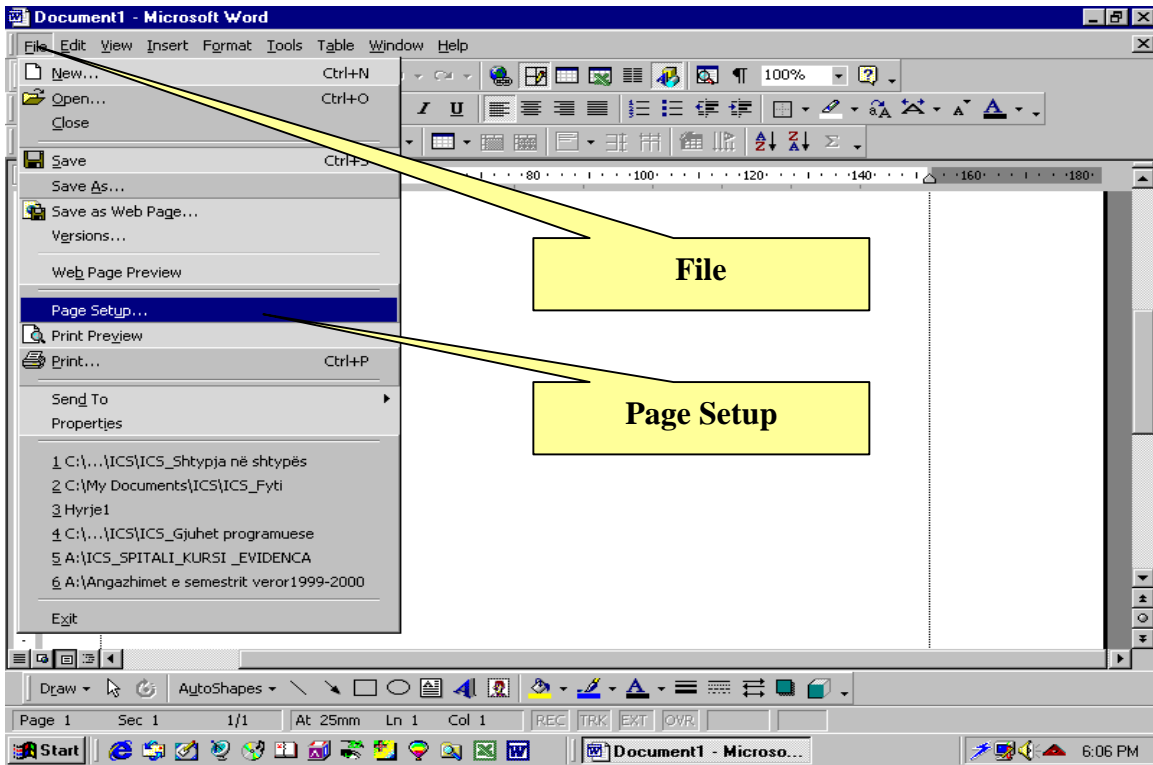 Document1 - Microsoft Word
File Edit View Insert Format Tools Table Window Help
New... Ctrl+N
100%
Open... Ctrl+O
I U
Close
Save Ctrl+S
Save As...
80 100 120 140 160 180
Save as Web Page...
Versions...
File
Web Page Preview
Page Setup...
Print Preview
Print... Ctrl+P
Page Setup
Send To
Properties
1 C:\...\ICS\ICS_Shtypja në shtypës
2 C:\My Documents\ICS\ICS_Fyti
3 Hyrje1
4 C:\...\ICS\ICS_Gjuhet programuese
5 A:\ICS_SPITALI_KURSI _EVIDENCA
6 A:\Angazhimet e semestrit veror1999-2000
Exit
Draw AutoShapes
Page 1 Sec 1 1/1 At 25mm Ln 1 Col 1 REC TRK EXT OVR
Start Document1 - Microso... 6:06 PM